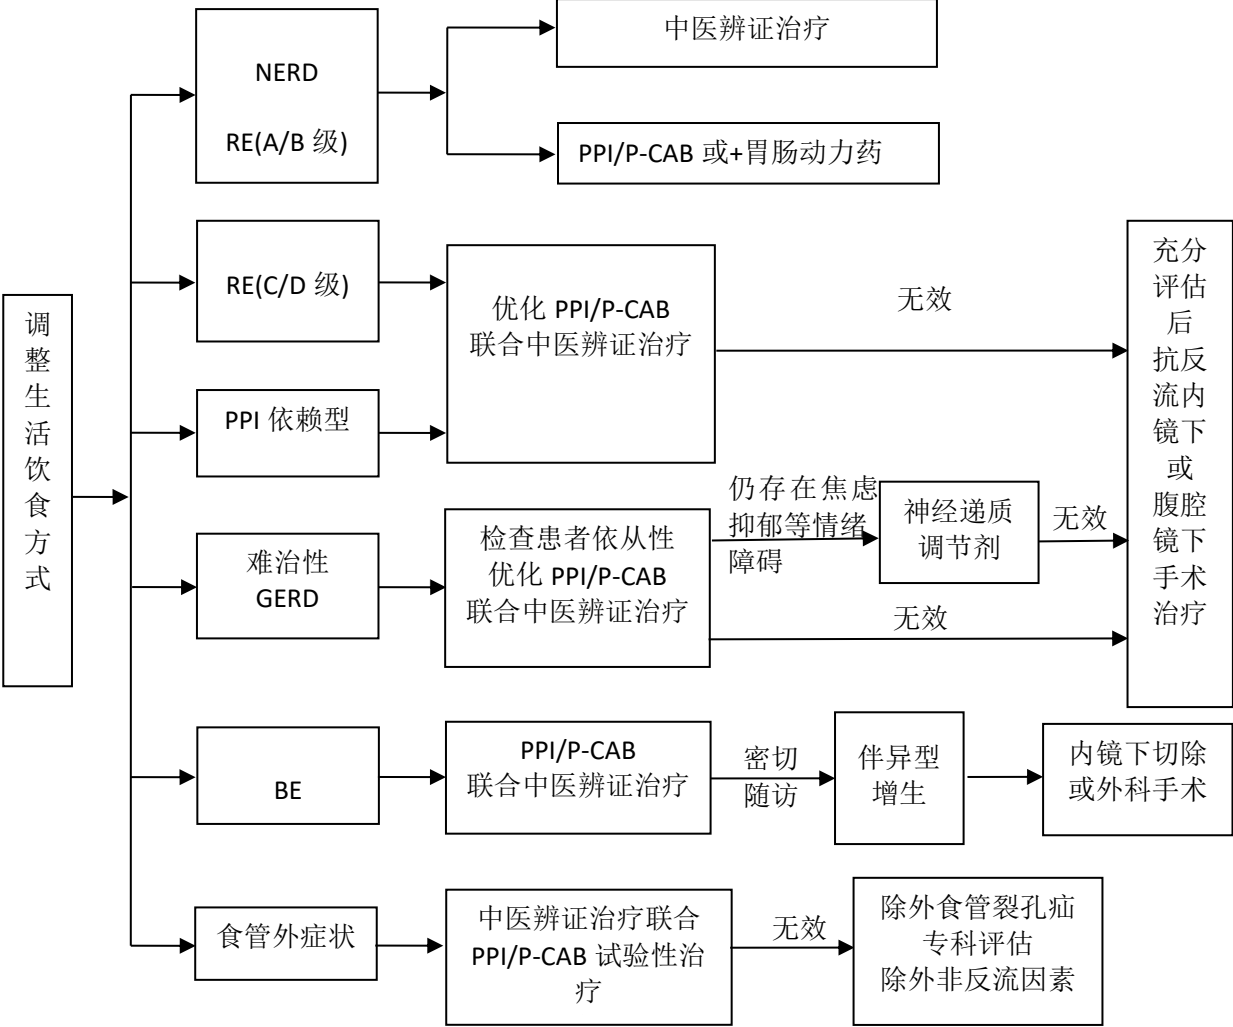 调
整
生
活
饮
食
方
式
NERD
RE(A/B 级)
中医辨证治疗
PPI/P-CAB 或+胃肠动力药
RE(C/D 级)
PPI 依赖型
优化 PPI/P-CAB
联合中医辨证治疗
无效
难治性
GERD
检查患者依从性
优化 PPI/P-CAB
联合中医辨证治疗
仍存在焦虑
抑郁等情绪
障碍
神经递质
调节剂
无效
无效
充分
评估
后
抗反
流内
镜下
或
腹腔
镜下
手术
治疗
BE
PPI/P-CAB
联合中医辨证治疗
密切
随访
伴异型
增生
内镜下切除
或外科手术
食管外症状
中医辨证治疗联合
PPI/P-CAB 试验性治
疗
无效
除外食管裂孔疝
专科评估
除外非反流因素